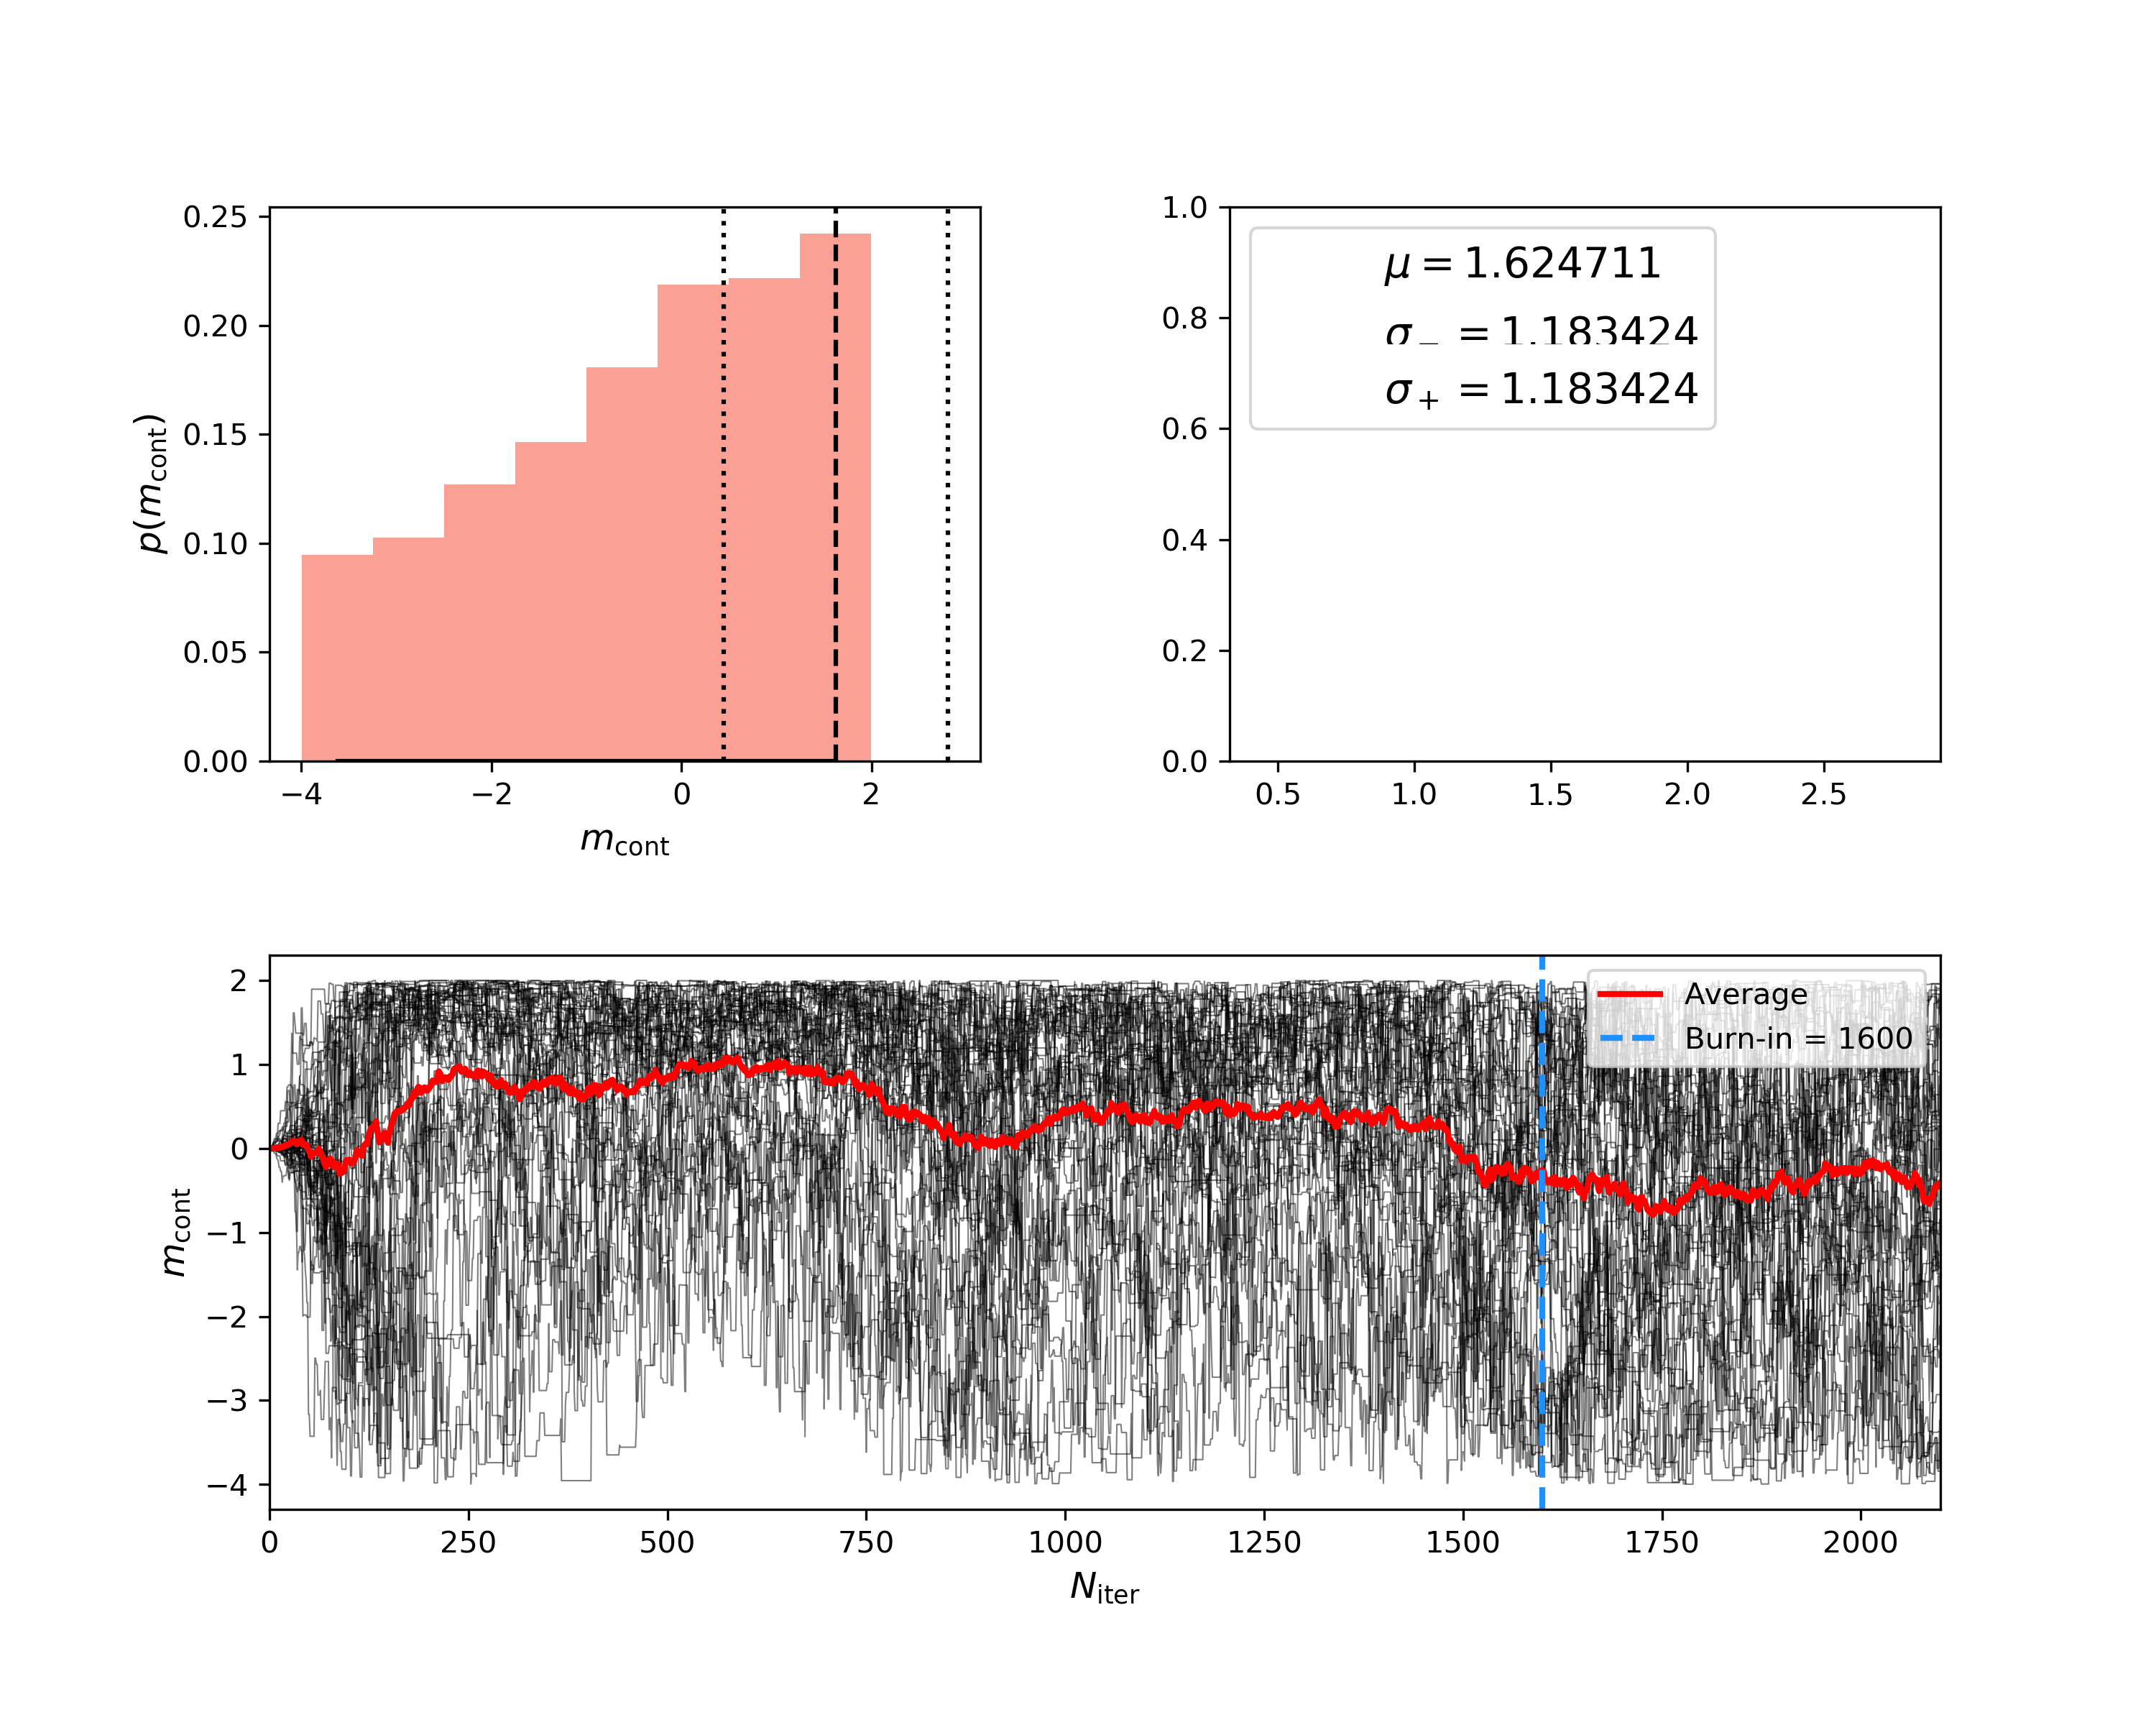 0.25
0.20
0.15
0.10
0.05
0.00
p(m_cont)
−4 −2 0 2
m_cont
1.0
0.8
0.6
0.4
0.2
0.0
μ = 1.624711
σ_− = 1.183424
σ_+ = 1.183424
0.5 1.0 1.5 2.0 2.5
2
1
0
−1
−2
−3
−4
m_cont
Average
Burn-in = 1600
0 250 500 750 1000 1250 1500 1750 2000
N_iter